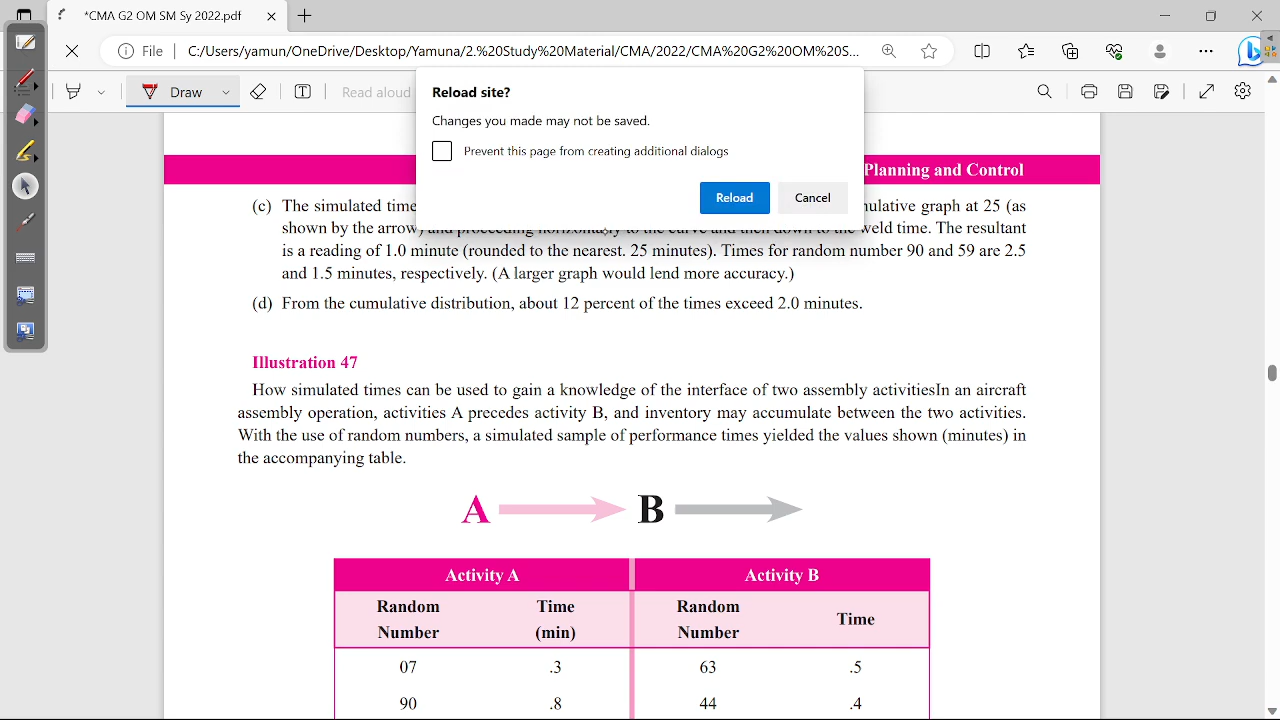 *CMA G2 OM SM Sy 2022.pdf
File
C:/Users/yamun/OneDrive/Desktop/Yamuna/2.%20Study%20Material/CMA/2022/CMA%20G2%20OM%20S...
Draw
Read aloud
Reload site?
Changes you made may not be saved.
Prevent this page from creating additional dialogs
Reload
Cancel
Planning and Control
(c) The simulated time
graph at 25 (as
shown by the arrow) and proceeding horizontally to the curve and then down to the weld time. The resultant
is a reading of 1.0 minute (rounded to the nearest. 25 minutes). Times for random number 90 and 59 are 2.5
and 1.5 minutes, respectively. (A larger graph would lend more accuracy.)
(d) From the cumulative distribution, about 12 percent of the times exceed 2.0 minutes.
Illustration 47
How simulated times can be used to gain a knowledge of the interface of two assembly activitiesIn an aircraft
assembly operation, activities A precedes activity B, and inventory may accumulate between the two activities.
With the use of random numbers, a simulated sample of performance times yielded the values shown (minutes) in
the accompanying table.
A B
Activity A Activity B
Random Time Random
Time
Number (min) Number
07 .3 63 .5
90 .8 44 .4